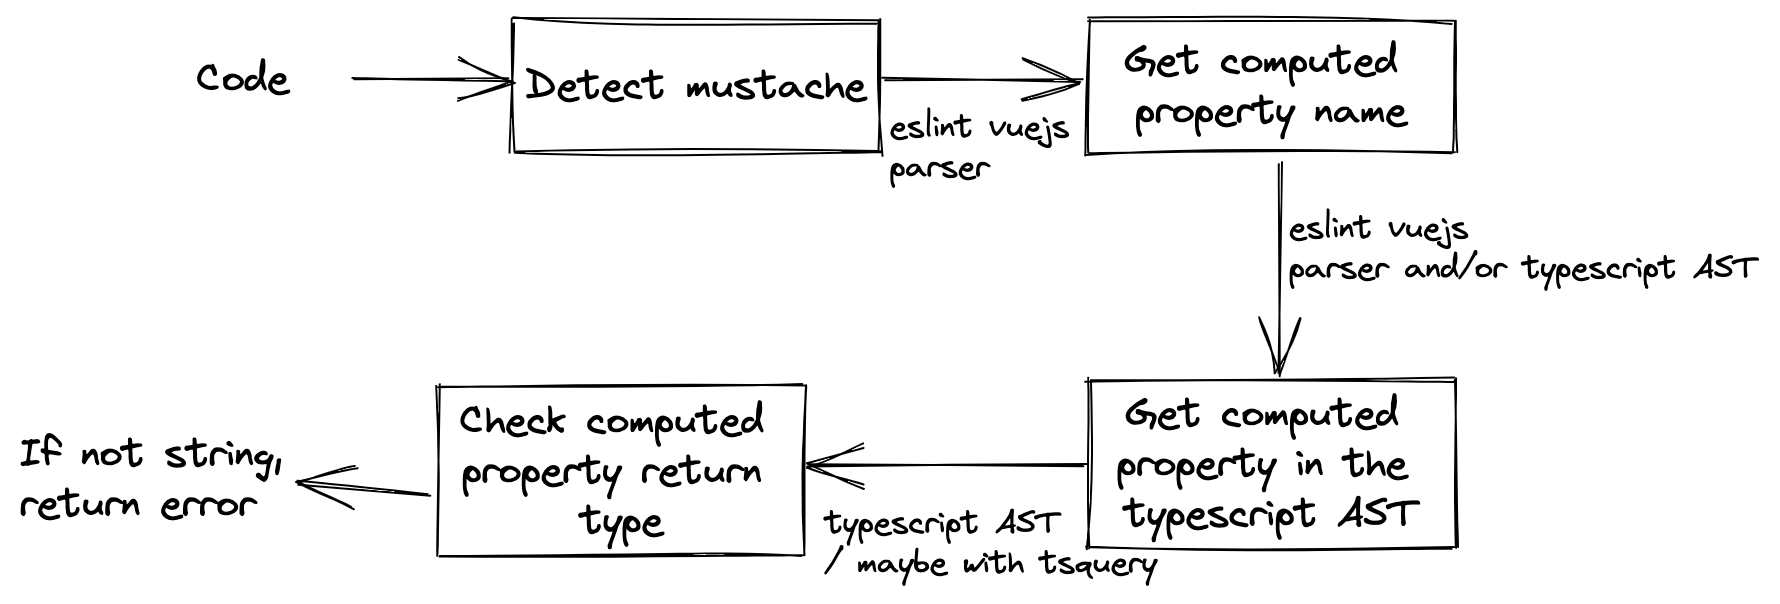 Code
Detect mustache
eslint vuejs
parser
Get computed
property name
eslint vuejs
parser and/or typescript AST
Get computed
property in the
typescript AST
typescript AST
/ maybe with tsquery
Check computed
property return
type
If not string,
return error